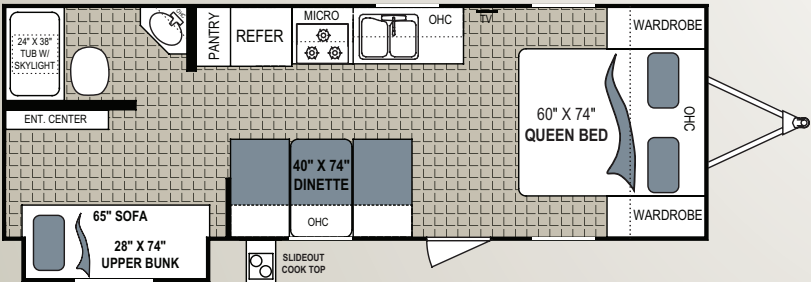 24" X 38"
TUB W/
SKYLIGHT
PANTRY
REFER
MICRO
OHC
TV
WARDROBE
ENT. CENTER
60" X 74"
QUEEN BED
OHC
40" X 74"
DINETTE
OHC
65" SOFA
28" X 74"
UPPER BUNK
SLIDEOUT
COOK TOP
WARDROBE